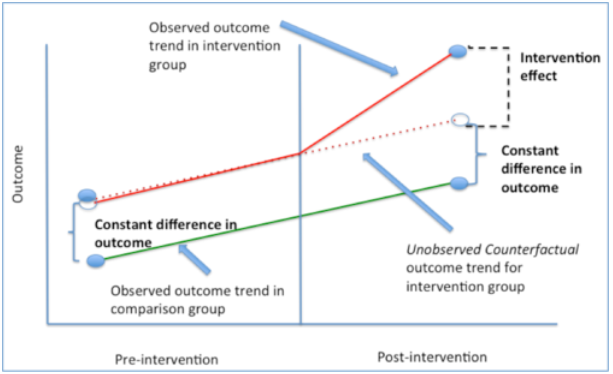 Observed outcome
trend in intervention
group
Intervention
effect
Outcome
Constant difference in
outcome
Constant
difference in
outcome
Observed outcome trend in
comparison group
Unobserved Counterfactual
outcome trend for
intervention group
Pre-intervention
Post-intervention